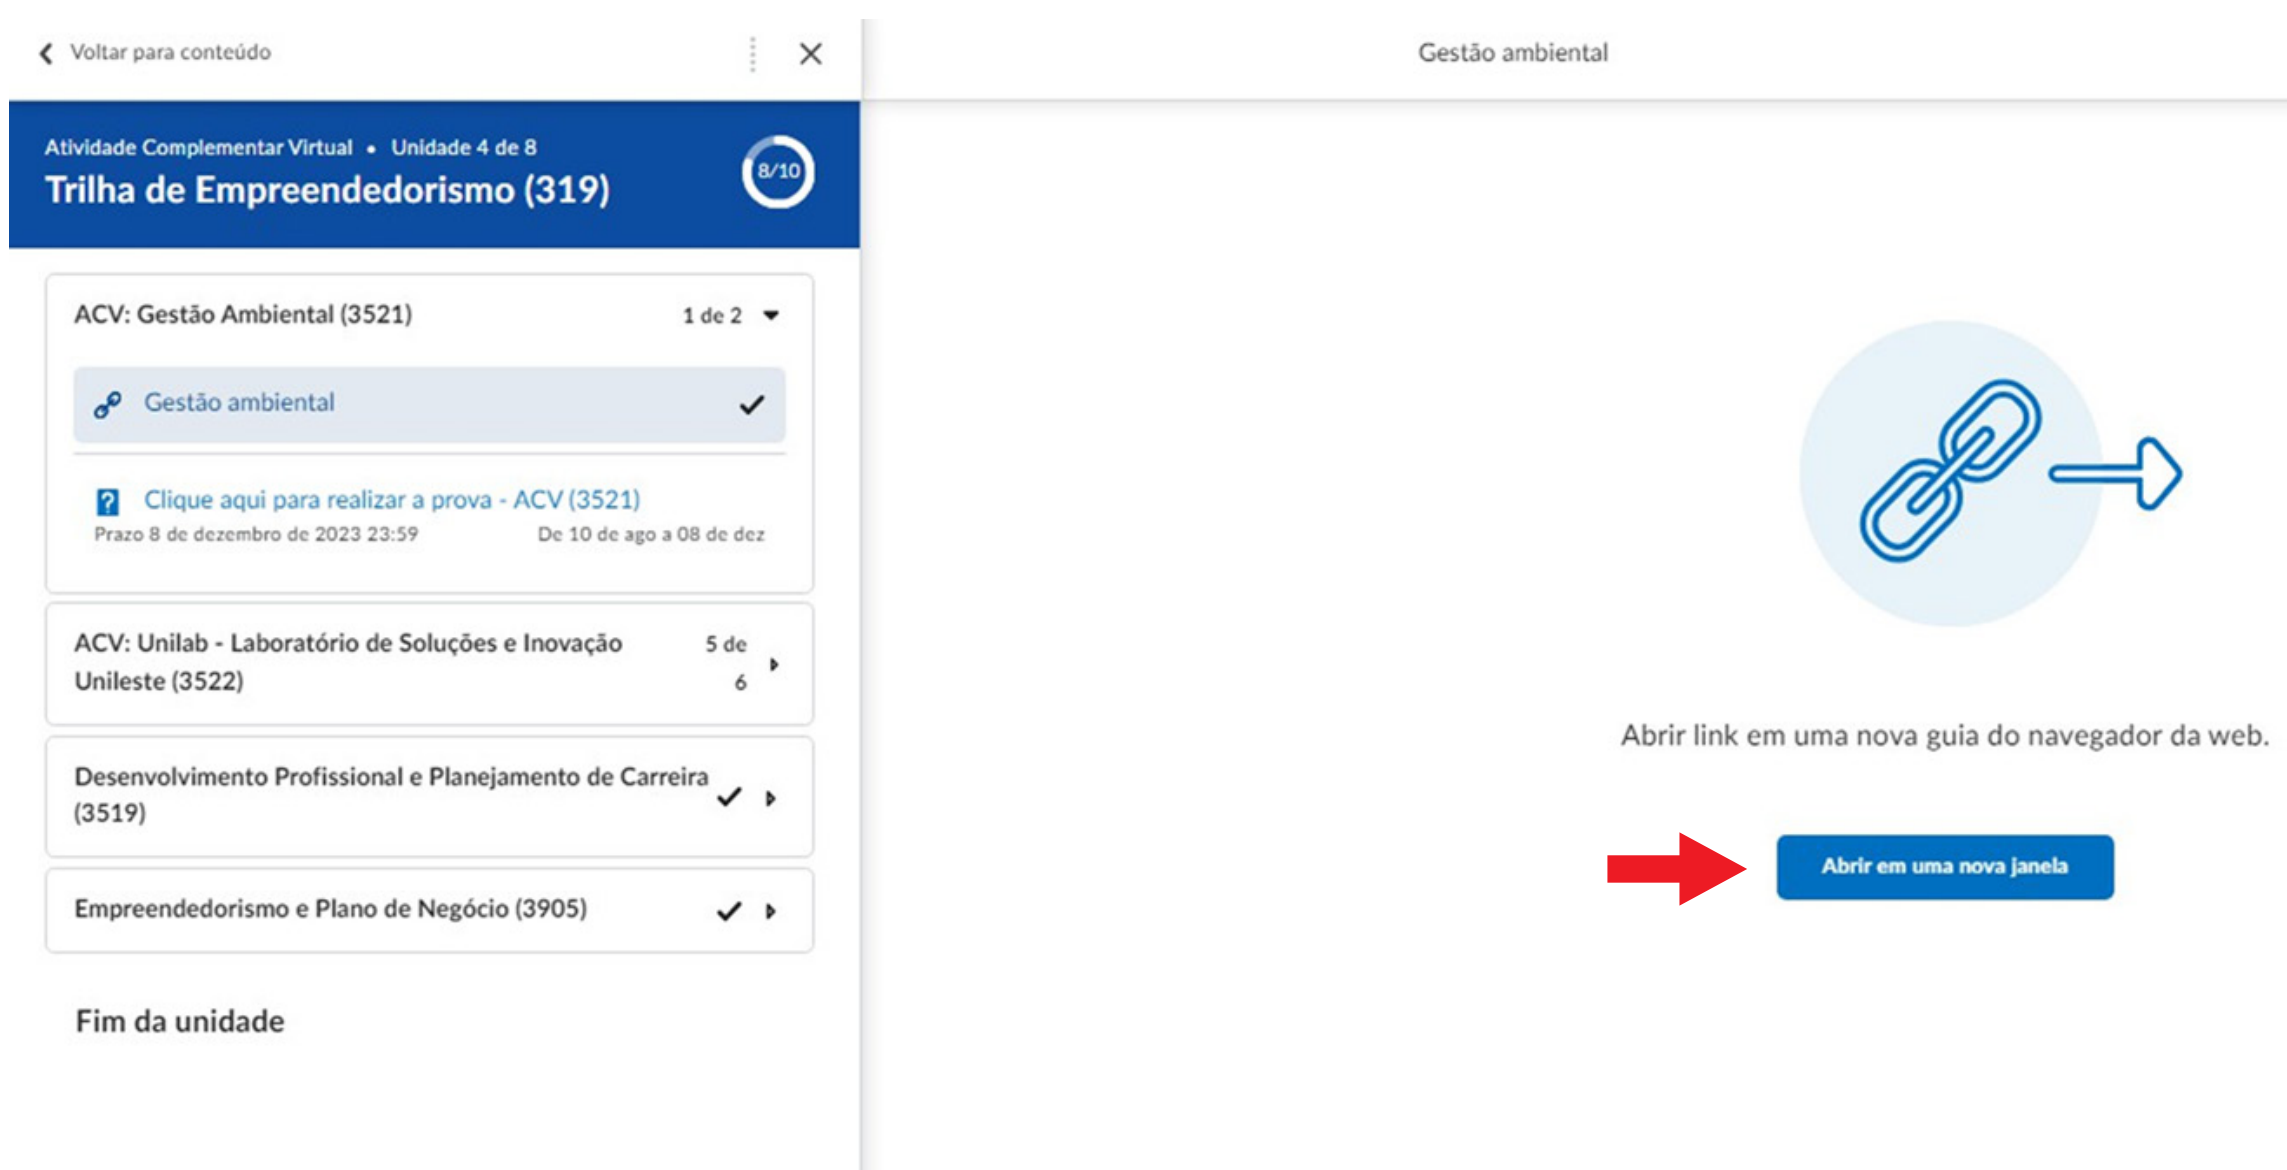 Voltar para conteúdo
Gestão ambiental
Atividade Complementar Virtual • Unidade 4 de 8
Trilha de Empreendedorismo (319)
8/10
ACV: Gestão Ambiental (3521)
1 de 2
Gestão ambiental
Clique aqui para realizar a prova - ACV (3521)
Prazo 8 de dezembro de 2023 23:59
De 10 de ago a 08 de dez
ACV: Unilab - Laboratório de Soluções e Inovação
Unileste (3522)
5 de
6
Desenvolvimento Profissional e Planejamento de Carreira
(3519)
Empreendedorismo e Plano de Negócio (3905)
Fim da unidade
Abrir link em uma nova guia do navegador da web.
Abrir em uma nova janela